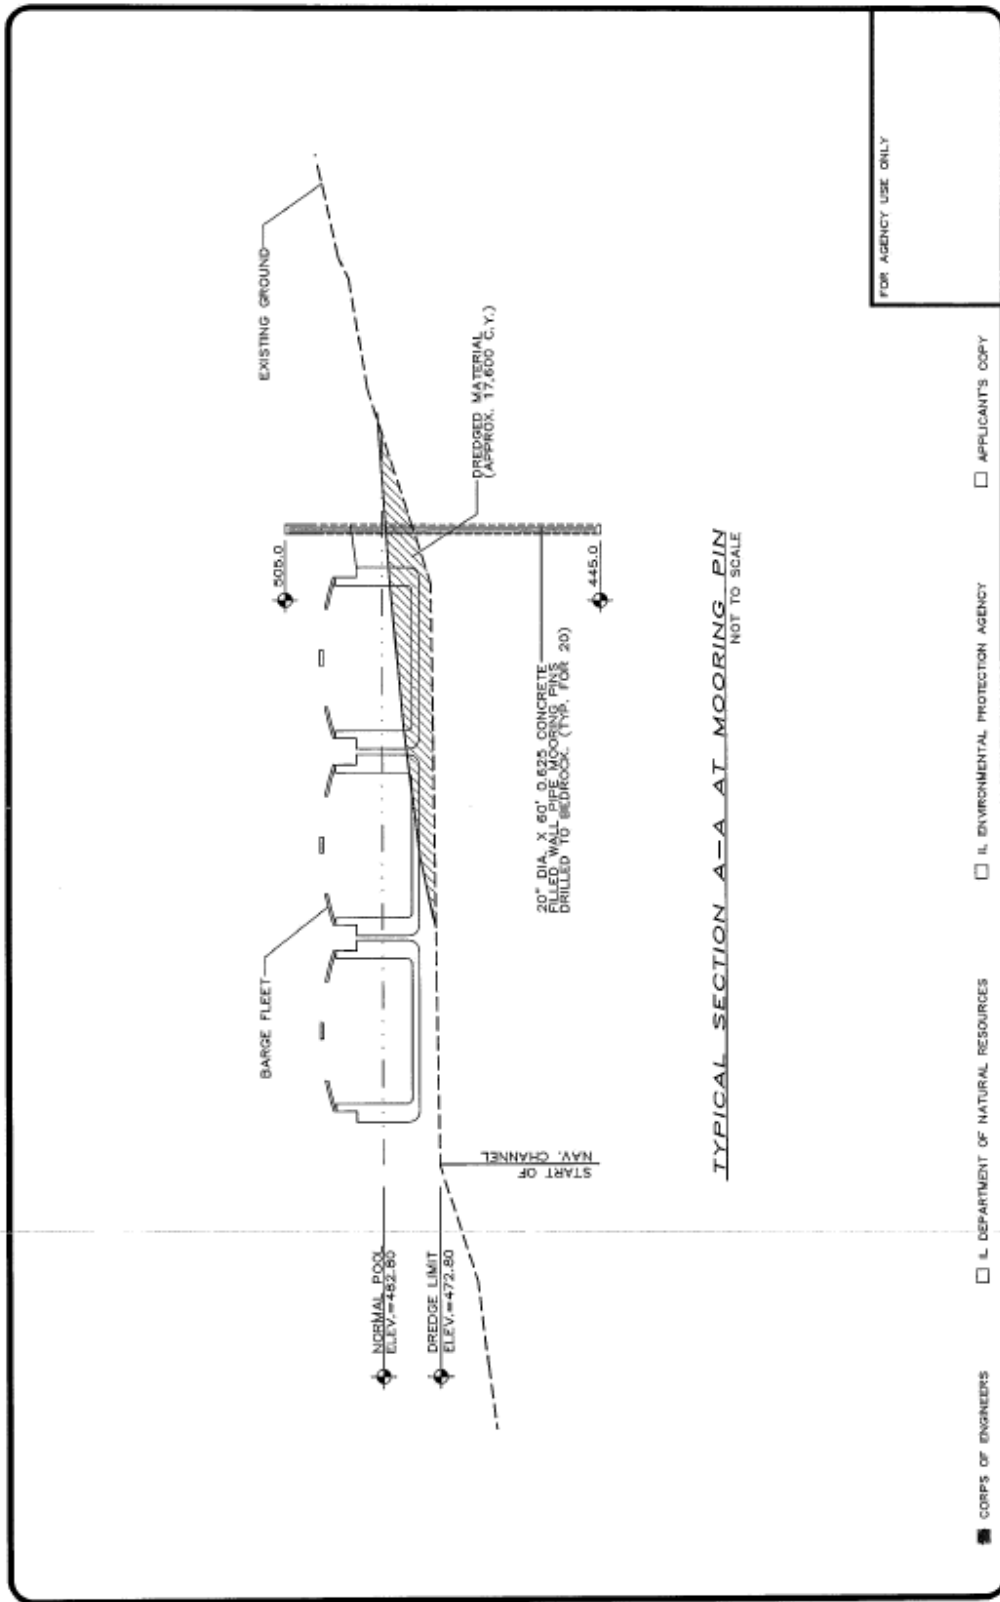 EXISTING GROUND
BARGE FLEET
505.0
DREDGED MATERIAL
(APPROX. 17,600 C.Y.)
NORMAL POOL
ELEV.=482.80
DREDGE LIMIT
ELEV.=472.80
START OF
NAV. CHANNEL
445.0
20" DIA. X 60' 0.625 CONCRETE
FILLED WALL PIPE MOORING PINS
DRILLED TO BEDROCK. (TYP. FOR 20)
TYPICAL SECTION A-A AT MOORING PIN
NOT TO SCALE
FOR AGENCY USE ONLY
CORPS OF ENGINEERS
IL DEPARTMENT OF NATURAL RESOURCES
IL ENVIRONMENTAL PROTECTION AGENCY
APPLICANT'S COPY